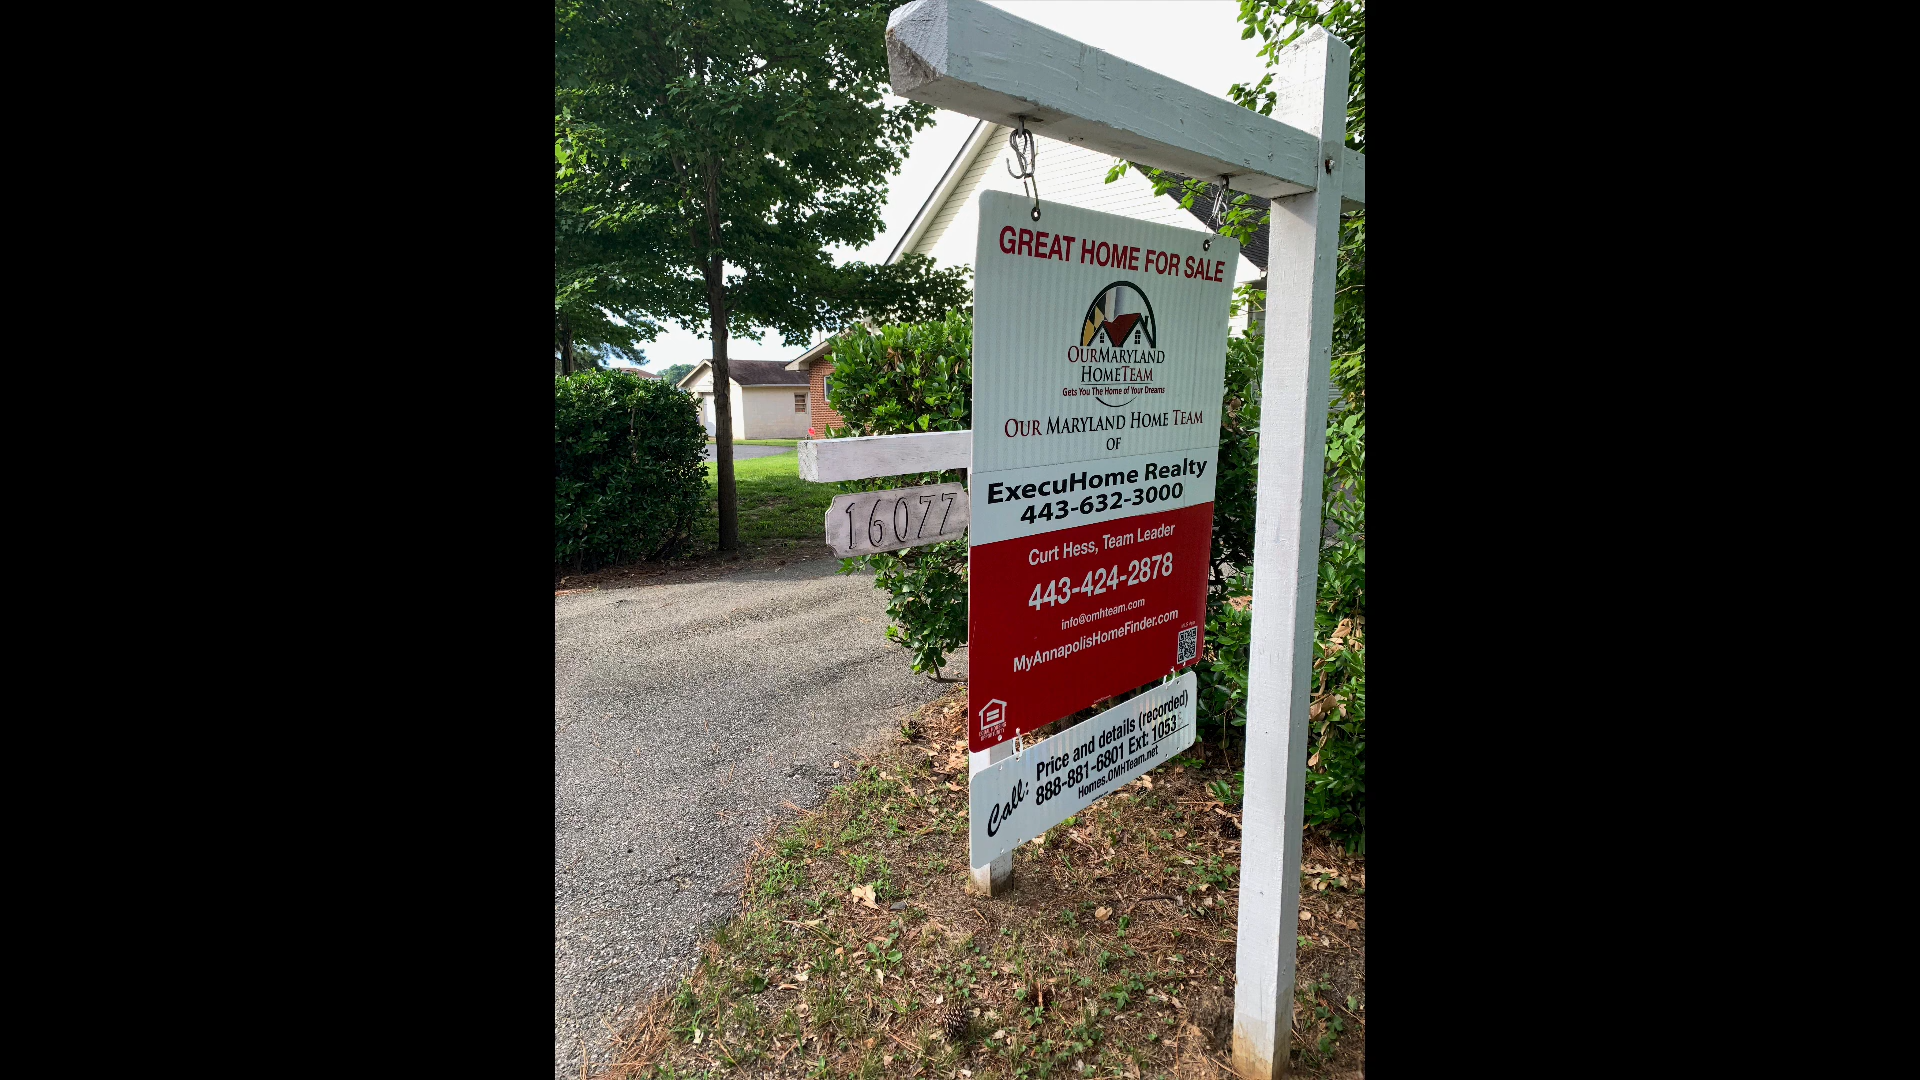 GREAT HOME FOR SALE
OURMARYLAND
HOMETEAM
Gets You The Home of Your Dreams
OUR MARYLAND HOME TEAM
OF
ExecuHome Realty
443-632-3000
16077
Curt Hess, Team Leader
443-424-2878
info@omhteam.com
MyAnnapolisHomeFinder.com
Call:
Price and details (recorded)
888-881-6801 Ext: 1053
Homes.OMHTeam.net